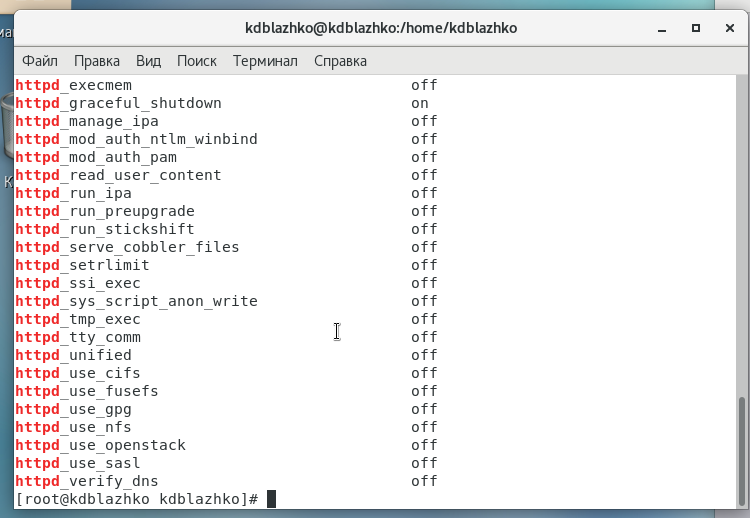 kdblazhko@kdblazhko:/home/kdblazhko
Файл Правка Вид Поиск Терминал Справка
httpd_execmem off
httpd_graceful_shutdown on
httpd_manage_ipa off
httpd_mod_auth_ntlm_winbind off
httpd_mod_auth_pam off
httpd_read_user_content off
httpd_run_ipa off
httpd_run_preupgrade off
httpd_run_stickshift off
httpd_serve_cobbler_files off
httpd_setrlimit off
httpd_ssi_exec off
httpd_sys_script_anon_write off
httpd_tmp_exec off
httpd_tty_comm off
httpd_unified off
httpd_use_cifs off
httpd_use_fusefs off
httpd_use_gpg off
httpd_use_nfs off
httpd_use_openstack off
httpd_use_sasl off
httpd_verify_dns off
[root@kdblazhko kdblazhko]#